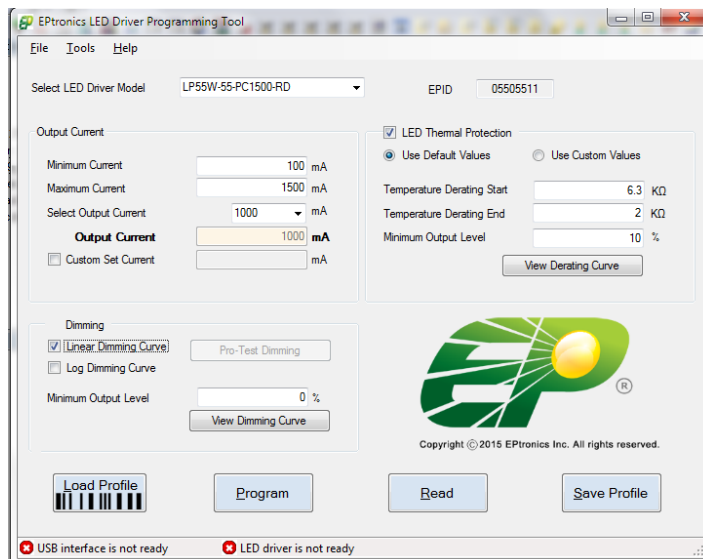 EPtronics LED Driver Programming Tool
File Tools Help
Select LED Driver Model LP55W-55-PC1500-RD EPID 05505511
Output Current
Minimum Current 100 mA
Maximum Current 1500 mA
Select Output Current 1000 mA
Output Current 1000 mA
Custom Set Current mA
LED Thermal Protection
Use Default Values Use Custom Values
Temperature Derating Start 6.3 KΩ
Temperature Derating End 2 KΩ
Minimum Output Level 10 %
View Derating Curve
Dimming
Linear Dimming Curve Pro-Test Dimming
Log Dimming Curve
Minimum Output Level 0 %
View Dimming Curve
EP ®
Copyright © 2015 EPtronics Inc. All rights reserved.
Load Profile Program Read Save Profile
USB interface is not ready LED driver is not ready